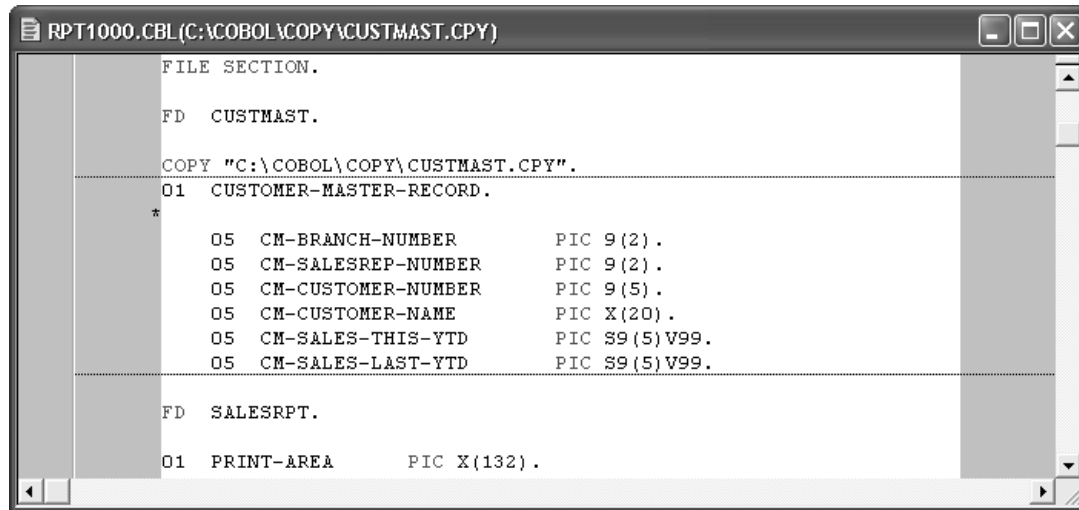 RPT1000.CBL(C:\COBOL\COPY\CUSTMAST.CPY)
FILE SECTION.
FD  CUSTMAST.
COPY "C:\COBOL\COPY\CUSTMAST.CPY".
01  CUSTOMER-MASTER-RECORD.
*
05  CM-BRANCH-NUMBER            PIC 9(2).
05  CM-SALESREP-NUMBER          PIC 9(2).
05  CM-CUSTOMER-NUMBER          PIC 9(5).
05  CM-CUSTOMER-NAME            PIC X(20).
05  CM-SALES-THIS-YTD           PIC S9(5)V99.
05  CM-SALES-LAST-YTD           PIC S9(5)V99.
FD  SALESRPT.
01  PRINT-AREA      PIC X(132).